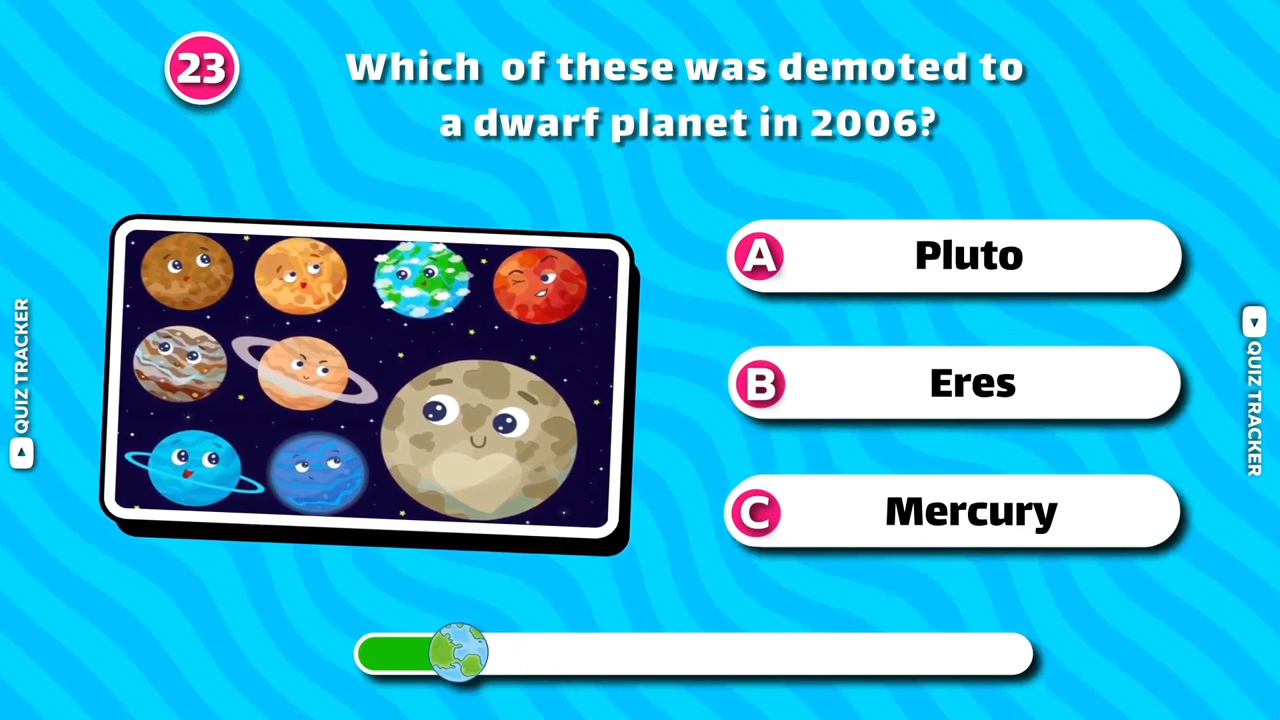 23
Which of these was demoted to
a dwarf planet in 2006?
A Pluto
B Eres
C Mercury
QUIZ TRACKER
QUIZ TRACKER